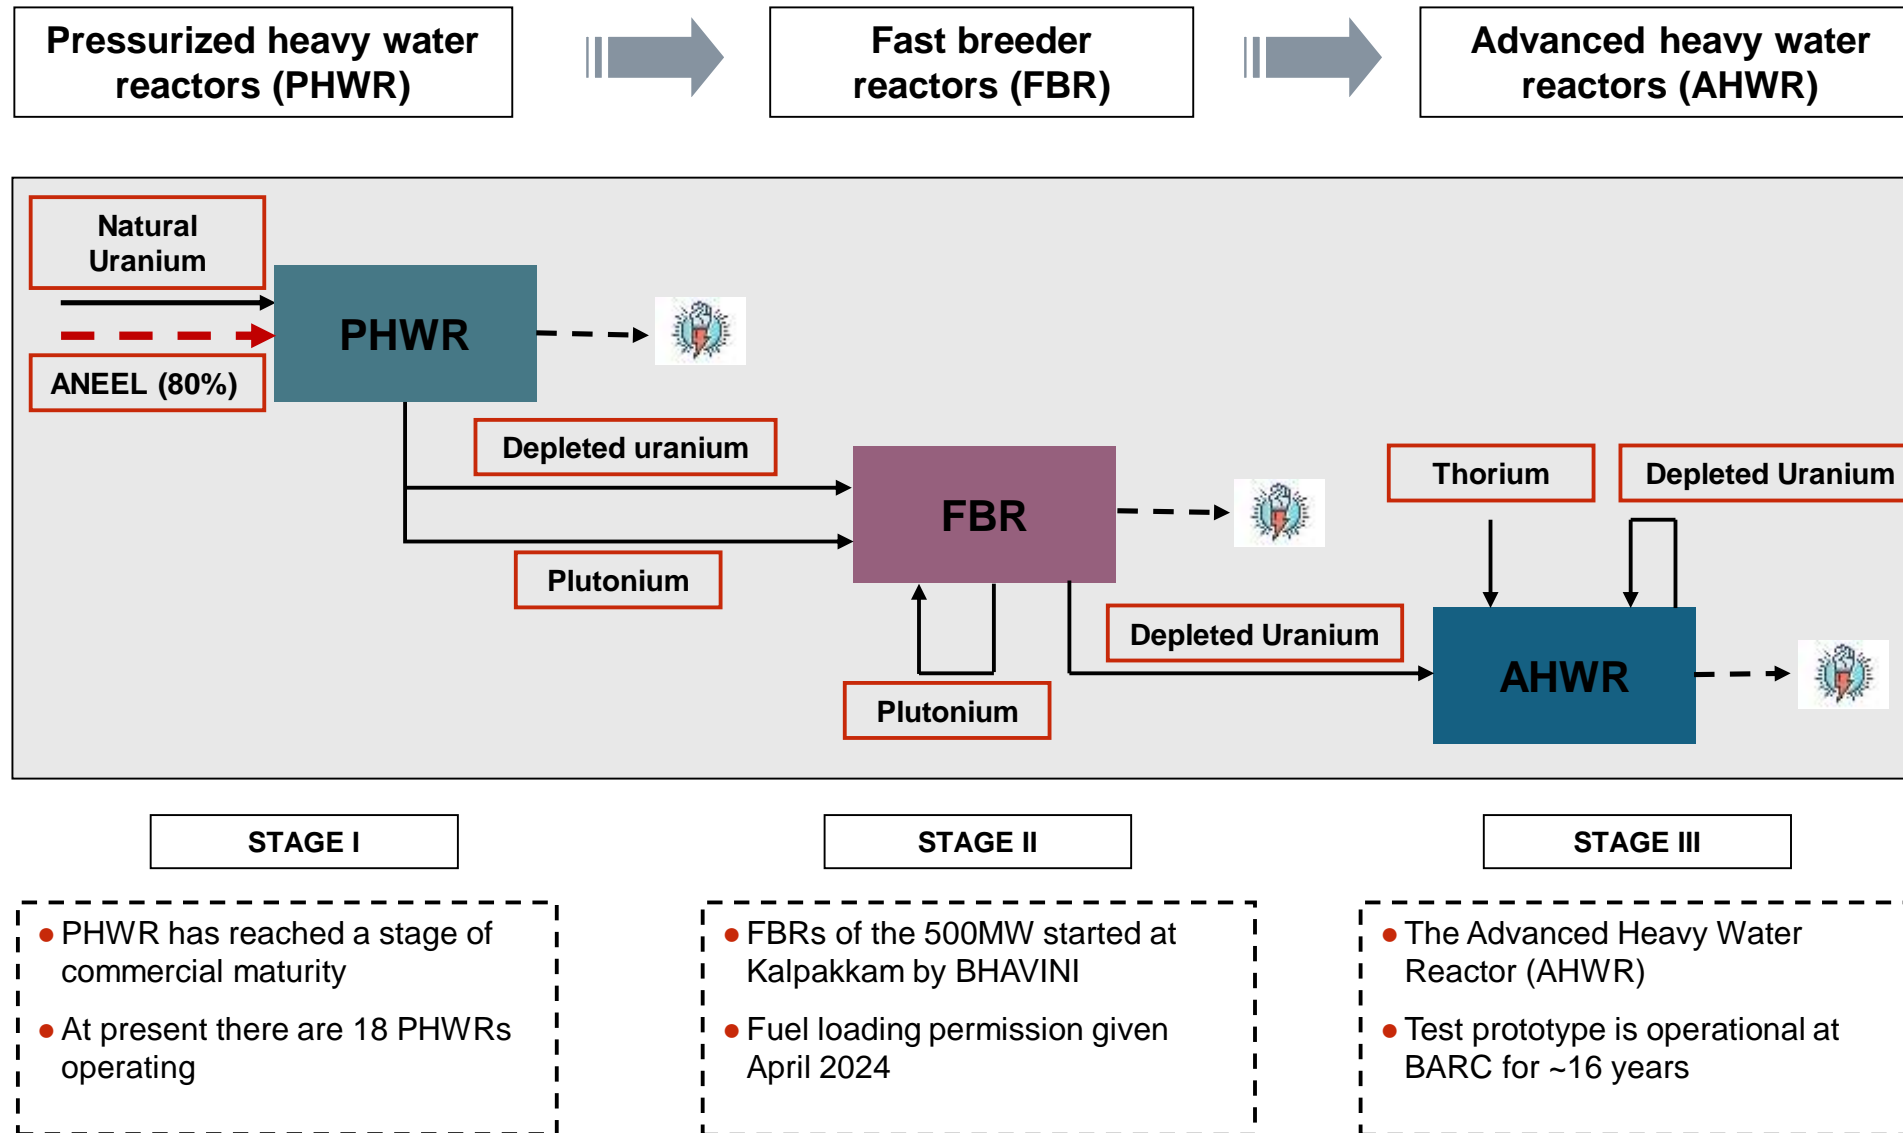 Pressurized heavy water
reactors (PHWR)
Fast breeder
reactors (FBR)
Advanced heavy water
reactors (AHWR)
Natural
Uranium
PHWR
ANEEL (80%)
Depleted uranium
Plutonium
FBR
Plutonium
Depleted Uranium
Thorium
Depleted Uranium
AHWR
STAGE I
STAGE II
STAGE III
● PHWR has reached a stage of
commercial maturity
● At present there are 18 PHWRs
operating
● FBRs of the 500MW started at
Kalpakkam by BHAVINI
● Fuel loading permission given
April 2024
● The Advanced Heavy Water
Reactor (AHWR)
● Test prototype is operational at
BARC for ~16 years